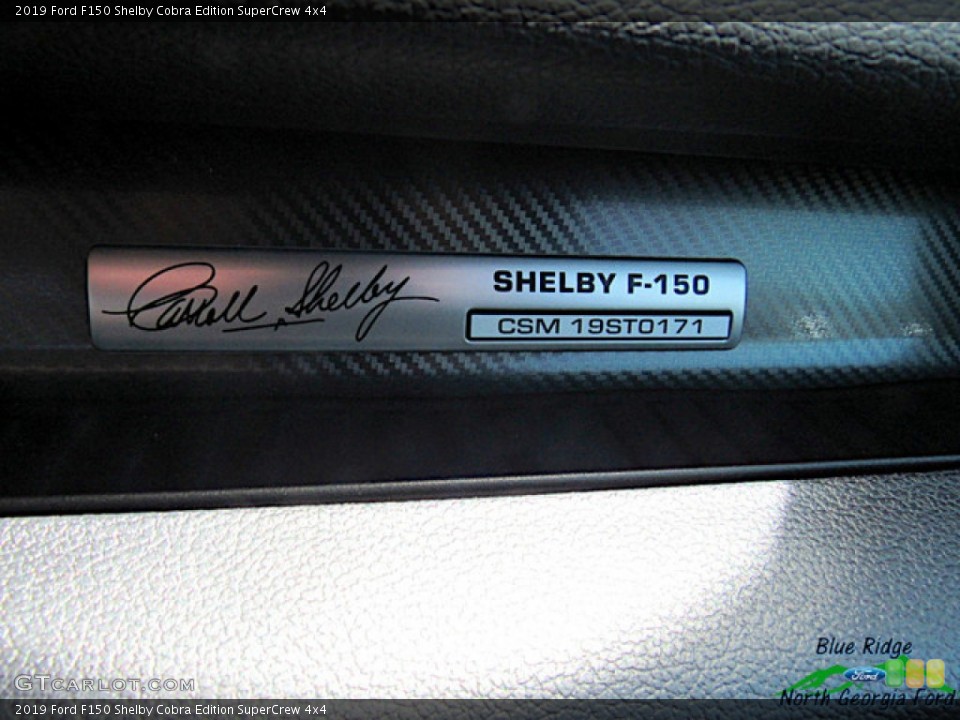 2019 Ford F150 Shelby Cobra Edition SuperCrew 4x4
Carroll Shelby
SHELBY F-150
CSM 19ST0171
Blue Ridge
Ford
North Georgia Ford
GTCARLOT.COM
2019 Ford F150 Shelby Cobra Edition SuperCrew 4x4